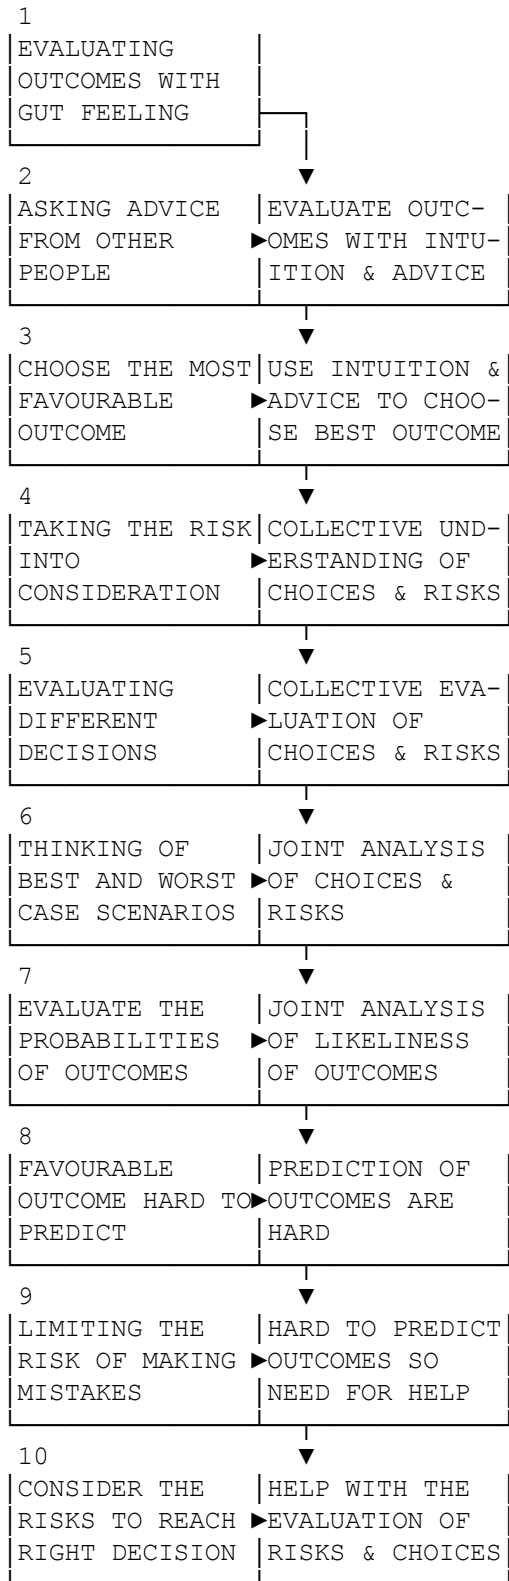 1
EVALUATING
OUTCOMES WITH
GUT FEELING
2
ASKING ADVICE EVALUATE OUTC-
FROM OTHER OMES WITH INTU-
PEOPLE ITION & ADVICE
3
CHOOSE THE MOST USE INTUITION &
FAVOURABLE ADVICE TO CHOO-
OUTCOME SE BEST OUTCOME
4
TAKING THE RISK COLLECTIVE UND-
INTO ERSTANDING OF
CONSIDERATION CHOICES & RISKS
5
EVALUATING COLLECTIVE EVA-
DIFFERENT LUATION OF
DECISIONS CHOICES & RISKS
6
THINKING OF JOINT ANALYSIS
BEST AND WORST OF CHOICES &
CASE SCENARIOS RISKS
7
EVALUATE THE JOINT ANALYSIS
PROBABILITIES OF LIKELINESS
OF OUTCOMES OF OUTCOMES
8
FAVOURABLE PREDICTION OF
OUTCOME HARD TO OUTCOMES ARE
PREDICT HARD
9
LIMITING THE HARD TO PREDICT
RISK OF MAKING OUTCOMES SO
MISTAKES NEED FOR HELP
10
CONSIDER THE HELP WITH THE
RISKS TO REACH EVALUATION OF
RIGHT DECISION RISKS & CHOICES